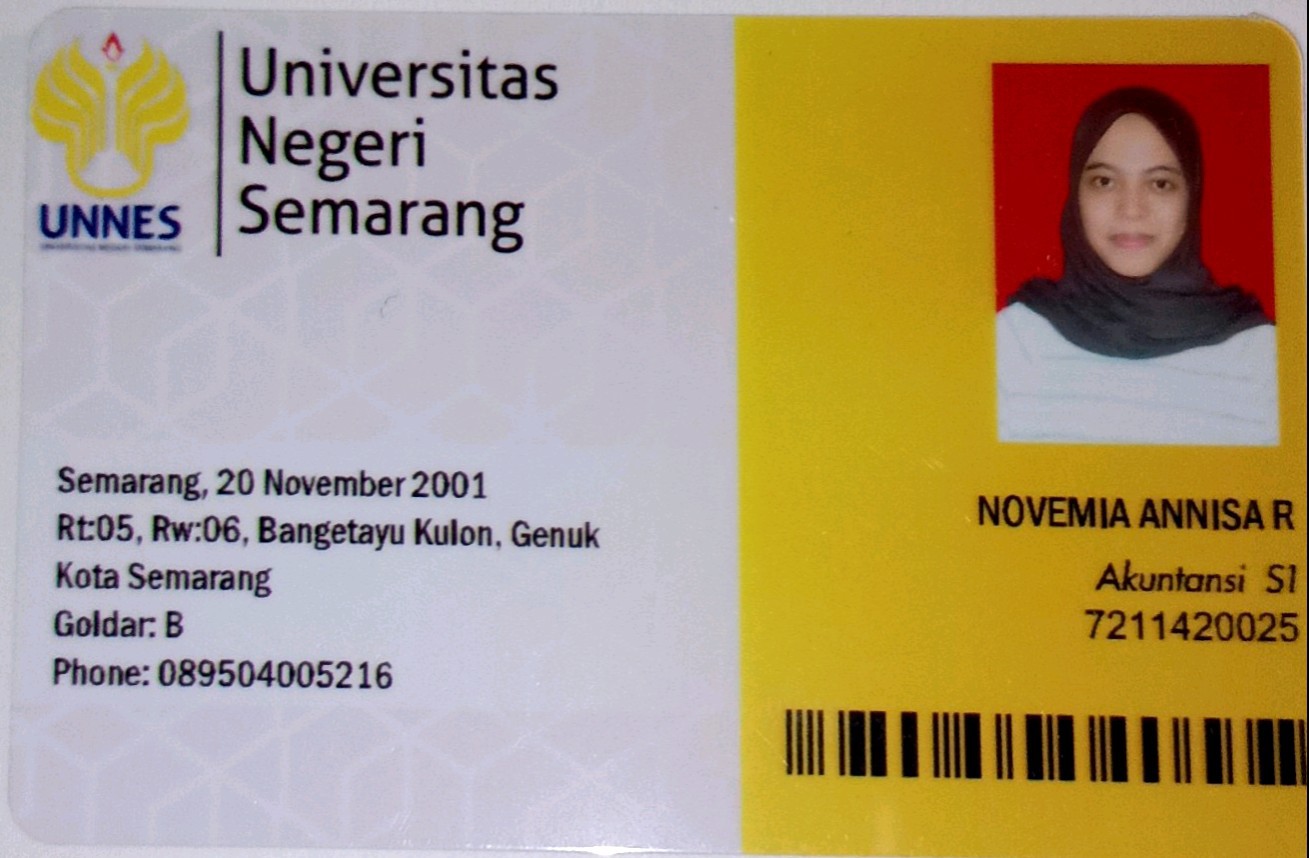 UNNES
Universitas
Negeri
Semarang
Semarang, 20 November 2001
Rt:05, Rw:06, Bangetayu Kulon, Genuk
Kota Semarang
Goldar: B
Phone: 089504005216
NOVEMIA ANNISA R
Akuntansi S1
7211420025